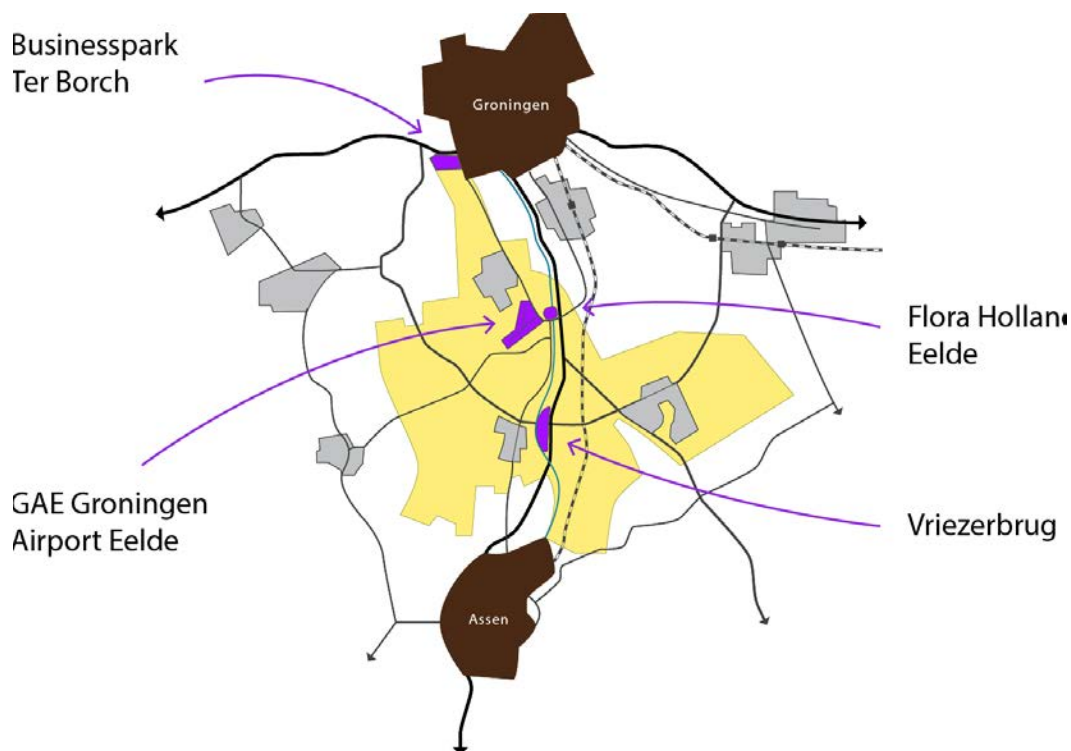 Businesspark
Ter Borch
Groningen
Flora Hollan
Eelde
GAE Groningen
Airport Eelde
Vriezerbrug
Assen